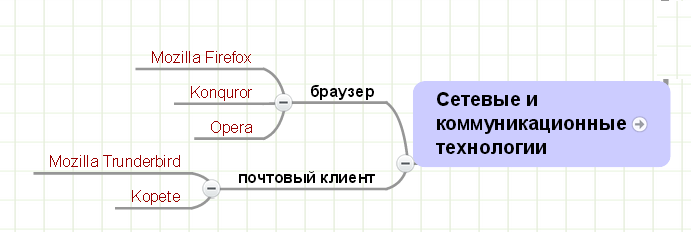 Mozilla Firefox
Konquror
Opera
браузер
Mozilla Trunderbird
Kopete
почтовый клиент
Сетевые и
коммуникационные
технологии